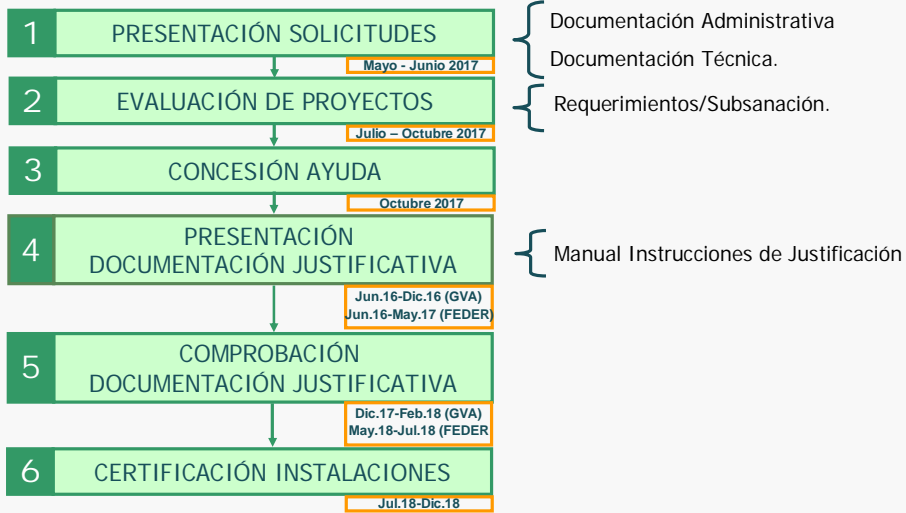 1 PRESENTACIÓN SOLICITUDES
Mayo - Junio 2017
Documentación Administrativa
Documentación Técnica.
2 EVALUACIÓN DE PROYECTOS
Julio – Octubre 2017
Requerimientos/Subsanación.
3 CONCESIÓN AYUDA
Octubre 2017
4 PRESENTACIÓN
DOCUMENTACIÓN JUSTIFICATIVA
Jun.16-Dic.16 (GVA)
Jun.16-May.17 (FEDER)
Manual Instrucciones de Justificación
5 COMPROBACIÓN
DOCUMENTACIÓN JUSTIFICATIVA
Dic.17-Feb.18 (GVA)
May.18-Jul.18 (FEDER
6 CERTIFICACIÓN INSTALACIONES
Jul.18-Dic.18